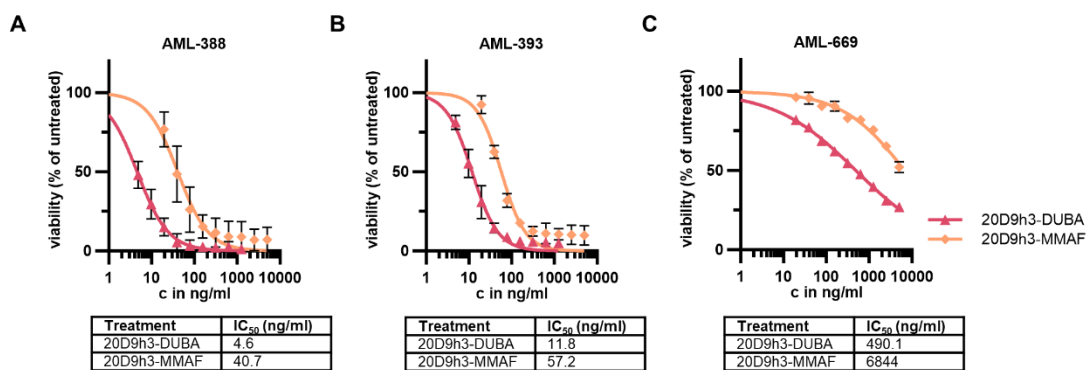 A
AML-388
viability (% of untreated)
100
50
0
1
10
100
1000
10000
c in ng/ml
Treatment IC50 (ng/ml)
20D9h3-DUBA 4.6
20D9h3-MMAF 40.7
B
AML-393
viability (% of untreated)
100
50
0
1
10
100
1000
10000
c in ng/ml
Treatment IC50 (ng/ml)
20D9h3-DUBA 11.8
20D9h3-MMAF 57.2
C
AML-669
viability (% of untreated)
100
50
0
1
10
100
1000
10000
c in ng/ml
20D9h3-DUBA
20D9h3-MMAF
Treatment IC50 (ng/ml)
20D9h3-DUBA 490.1
20D9h3-MMAF 6844